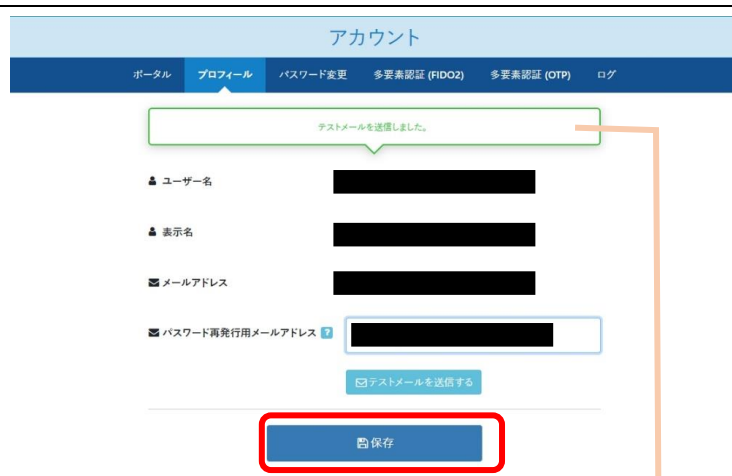 アカウント
ポータル プロフィール パスワード変更 多要素認証 (FIDO2) 多要素認証 (OTP) ログ
テストメールを送信しました。
ユーザー名
表示名
メールアドレス
パスワード再発行用メールアドレス ?
テストメールを送信する
保存